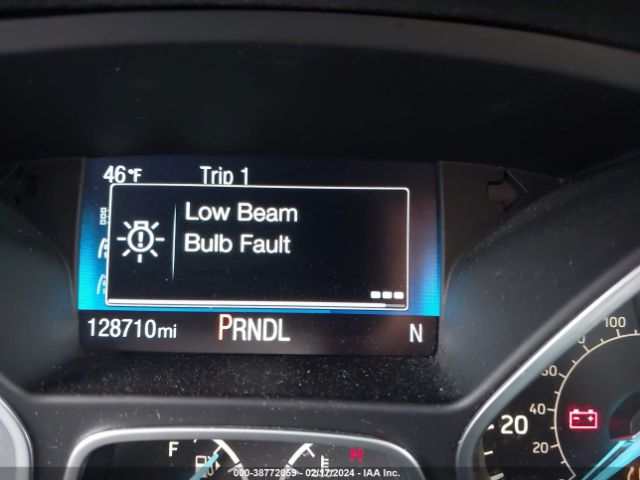 46°F Trip 1
Low Beam
Bulb Fault
128710mi PRNDL N
100
80
60
20 40
20
F H
000-38772059 - 02/17/2024 - IAA Inc.